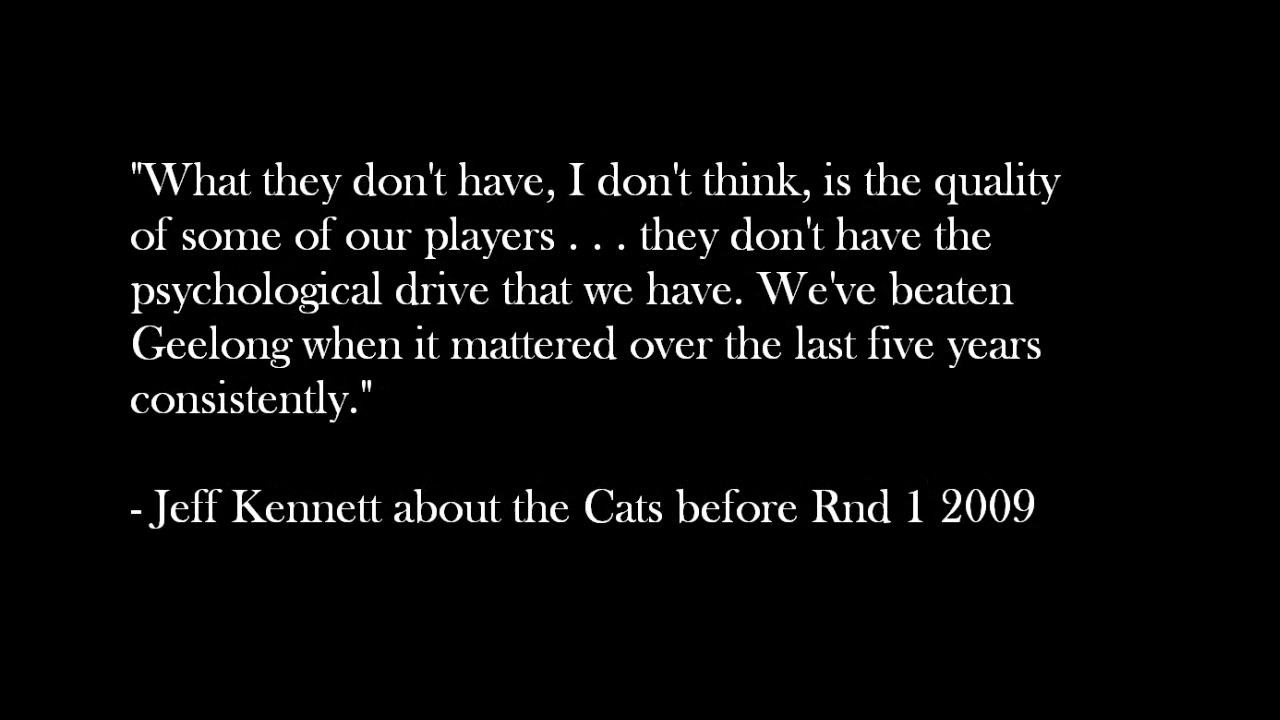 "What they don't have, I don't think, is the quality
of some of our players . . . they don't have the
psychological drive that we have. We've beaten
Geelong when it mattered over the last five years
consistently."
- Jeff Kennett about the Cats before Rnd 1 2009